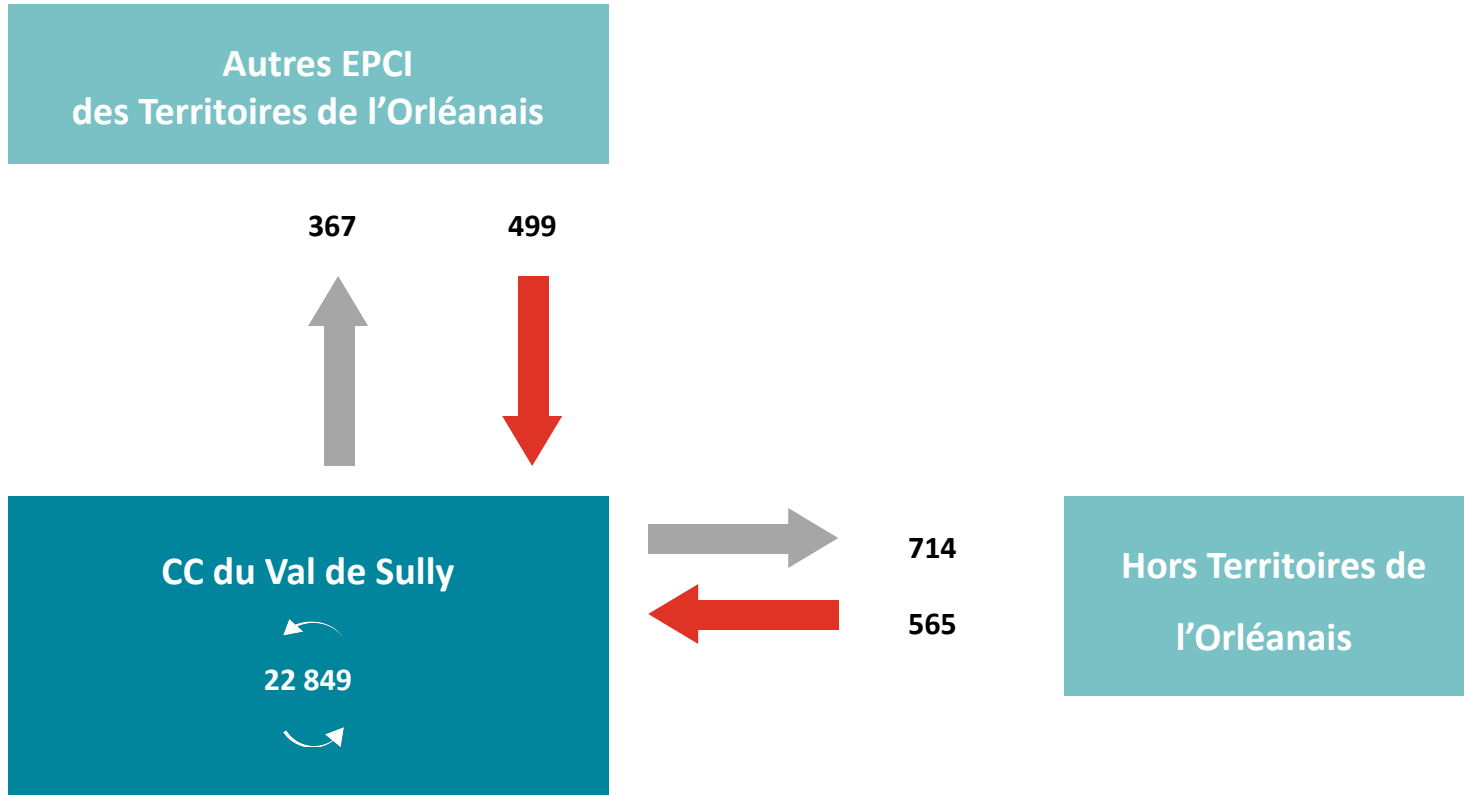 Autres EPCI
des Territoires de l’Orléanais
367
499
CC du Val de Sully
22 849
714
565
Hors Territoires de
l’Orléanais